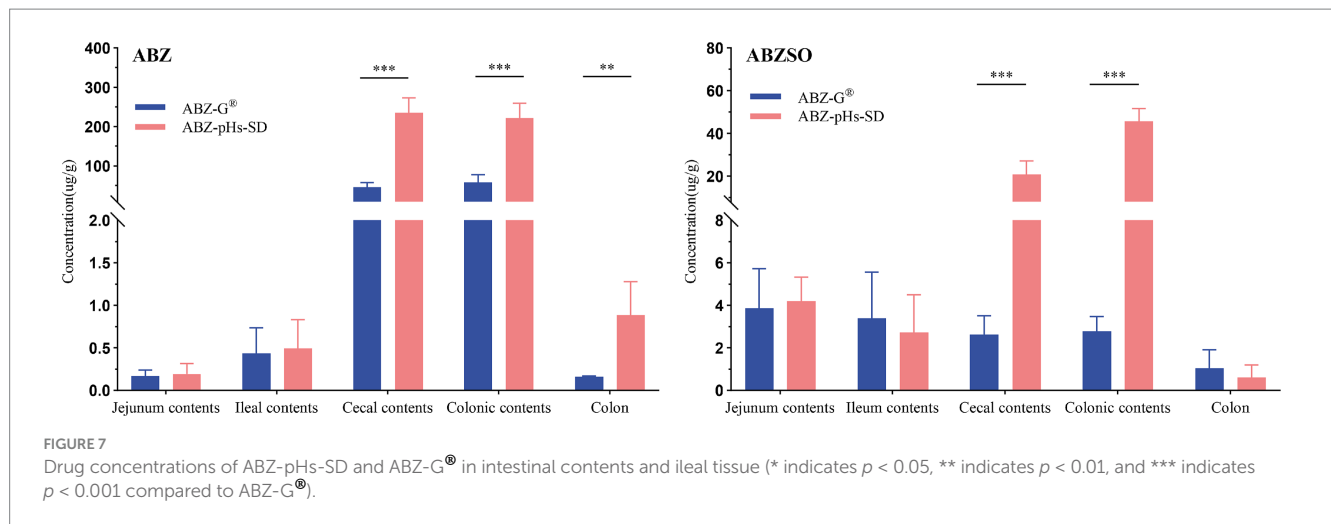 ABZ
400
300
200
100
2.0
1.5
1.0
0.5
0.0
Concentration(ug/g)
ABZ-G®
ABZ-pHs-SD
***
***
**
Jejunum contents
Ileal contents
Cecal contents
Colonic contents
Colon
ABZSO
80
60
40
20
8
6
4
2
0
Concentration(ug/g)
ABZ-G®
ABZ-pHs-SD
***
***
Jejunum contents
Ileum contents
Cecal contents
Colonic contents
Colon
FIGURE 7
Drug concentrations of ABZ-pHs-SD and ABZ-G® in intestinal contents and ileal tissue (* indicates p < 0.05, ** indicates p < 0.01, and *** indicates
p < 0.001 compared to ABZ-G®).